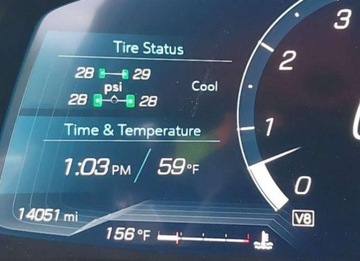 Tire Status
28 29
psi
28 28
Cool
Time & Temperature
1:03 PM / 59°F
14051 mi
156 °F
3
2
1
0
V8